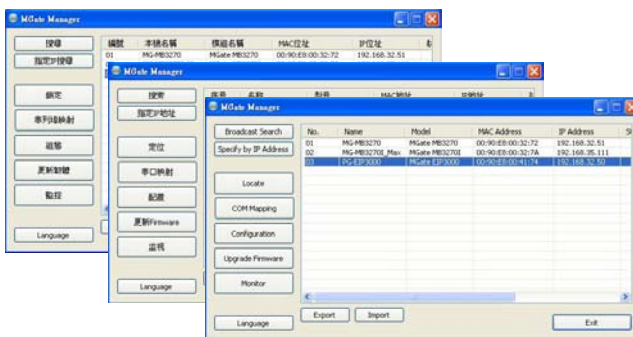 MGate Manager
搜尋
指定IP搜尋
鎖定
串列埠映射
組態
更新韌體
監控
Language
編號 本機名稱 模組名稱 MAC位址 IP位址
01 MG-MB3270 MGate MB3270 00:90:E8:00:32:72 192.168.32.51
MGate Manager
搜索
指定IP地址
定位
串口映射
配置
更新Firmware
监视
Language
序号 名称 型号 MAC地址 IP地址
MGate Manager
Broadcast Search
Specify by IP Address
Locate
COM Mapping
Configuration
Upgrade Firmware
Monitor
Language
No. Name Model MAC Address IP Address
01 MG-MB3270 MGate MB3270 00:90:E8:00:32:72 192.168.32.51
02 MG-MB3270I_Max MGate MB3270I 00:90:E8:00:32:7A 192.168.35.111
03 PG-EIP3000 MGate EIP3000 00:90:E8:00:41:74 192.168.32.50
Export Import
Exit